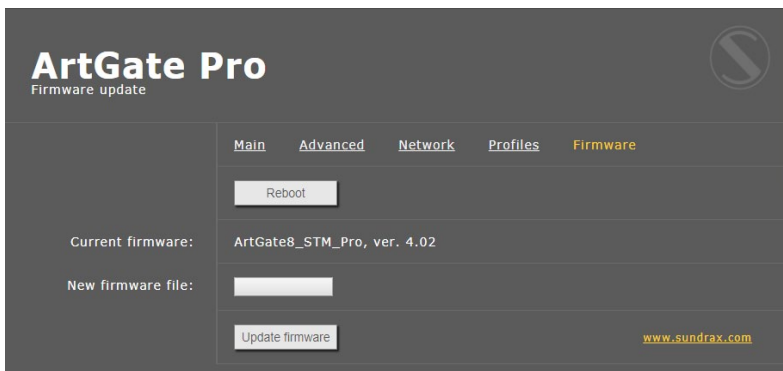 ArtGate Pro
Firmware update
Main Advanced Network Profiles Firmware
Reboot
Current firmware: ArtGate8_STM_Pro, ver. 4.02
New firmware file:
Update firmware www.sundrax.com